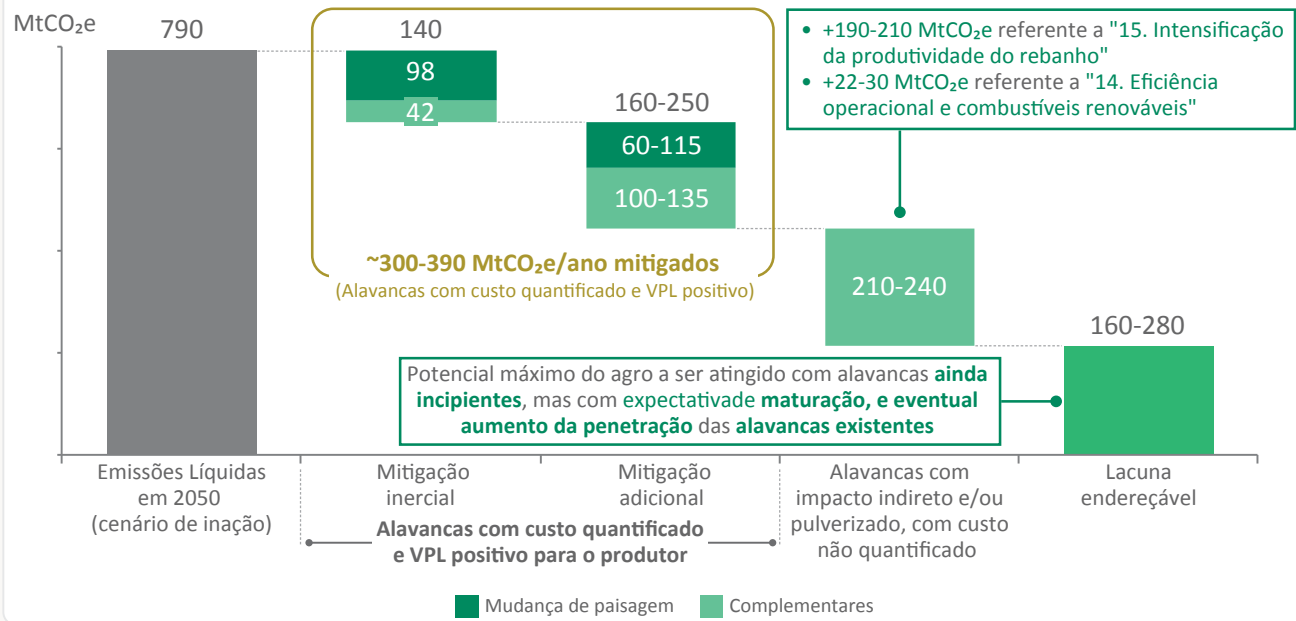 MtCO₂e
790
140
98
42
160-250
60-115
100-135
~300-390 MtCO₂e/ano mitigados
(Alavancas com custo quantificado e VPL positivo)
• +190-210 MtCO₂e referente a "15. Intensificação
da produtividade do rebanho"
• +22-30 MtCO₂e referente a "14. Eficiência
operacional e combustíveis renováveis"
210-240
160-280
Potencial máximo do agro a ser atingido com alavancas ainda
incipientes, mas com expectativade maturação, e eventual
aumento da penetração das alavancas existentes
Emissões Líquidas
em 2050
(cenário de inação)
Mitigação
inercial
Mitigação
adicional
Alavancas com custo quantificado
e VPL positivo para o produtor
Alavancas com
impacto indireto e/ou
pulverizado, com custo
não quantificado
Lacuna
endereçável
Mudança de paisagem
Complementares